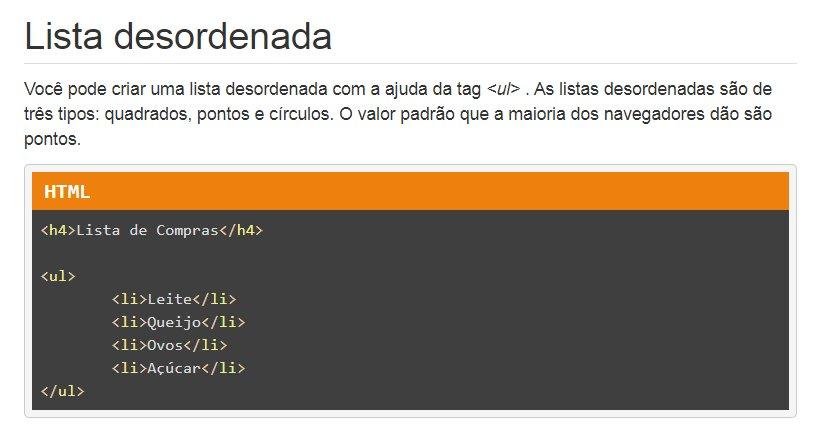 Lista desordenada
Você pode criar uma lista desordenada com a ajuda da tag <ul> . As listas desordenadas são de
três tipos: quadrados, pontos e círculos. O valor padrão que a maioria dos navegadores dão são
pontos.
HTML
<h4>Lista de Compras</h4>
<ul>
<li>Leite</li>
<li>Queijo</li>
<li>Ovos</li>
<li>Açúcar</li>
</ul>